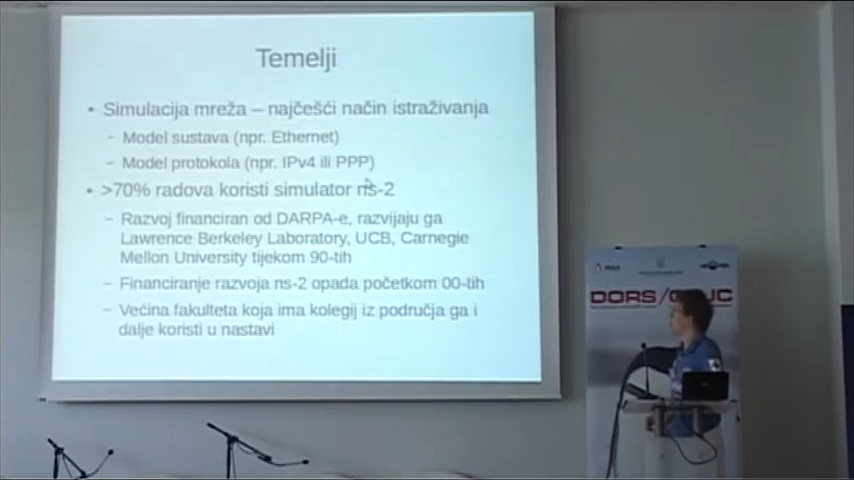 Temelji
• Simulacija mreža – najčešći način istraživanja
– Model sustava (npr. Ethernet)
– Model protokola (npr. IPv4 ili PPP)
• >70% radova koristi simulator ns-2
– Razvoj financiran od DARPA-e, razvijaju ga
Lawrence Berkeley Laboratory, UCB, Carnegie
Mellon University tijekom 90-tih
– Financiranje razvoja ns-2 opada početkom 00-tih
– Većina fakulteta koja ima kolegij iz područja ga i
dalje koristi u nastavi
DORS/